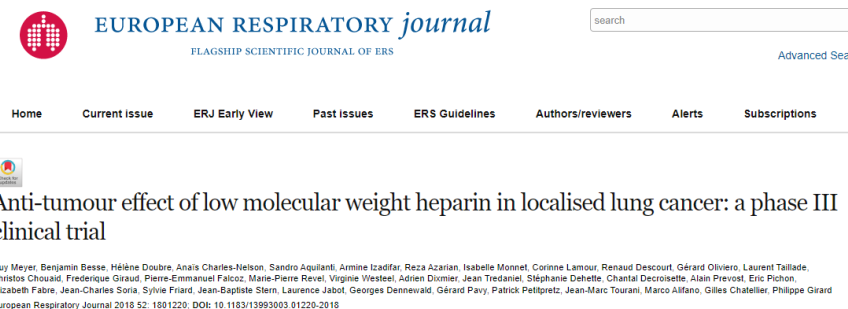 EUROPEAN RESPIRATORY journal
FLAGSHIP SCIENTIFIC JOURNAL OF ERS
search
Advanced Sea
Home Current issue ERJ Early View Past issues ERS Guidelines Authors/reviewers Alerts Subscriptions
Check for updates
Anti-tumour effect of low molecular weight heparin in localised lung cancer: a phase III
clinical trial
uy Meyer, Benjamin Besse, Hélène Doubre, Anaïs Charles-Nelson, Sandro Aquilanti, Armine Izadifar, Reza Azarian, Isabelle Monnet, Corinne Lamour, Renaud Descourt, Gérard Oliviero, Laurent Taillade,
hristos Chouaid, Frederique Giraud, Pierre-Emmanuel Falcoz, Marie-Pierre Revel, Virginie Westeel, Adrien Dixmier, Jean Tredaniel, Stéphanie Dehette, Chantal Decroisette, Alain Prevost, Eric Pichon,
lizabeth Fabre, Jean-Charles Soria, Sylvie Friard, Jean-Baptiste Stern, Laurence Jabot, Georges Dennewald, Gérard Pavy, Patrick Petitpretz, Jean-Marc Tourani, Marco Alifano, Gilles Chatellier, Philippe Girard
uropean Respiratory Journal 2018 52: 1801220; DOI: 10.1183/13993003.01220-2018